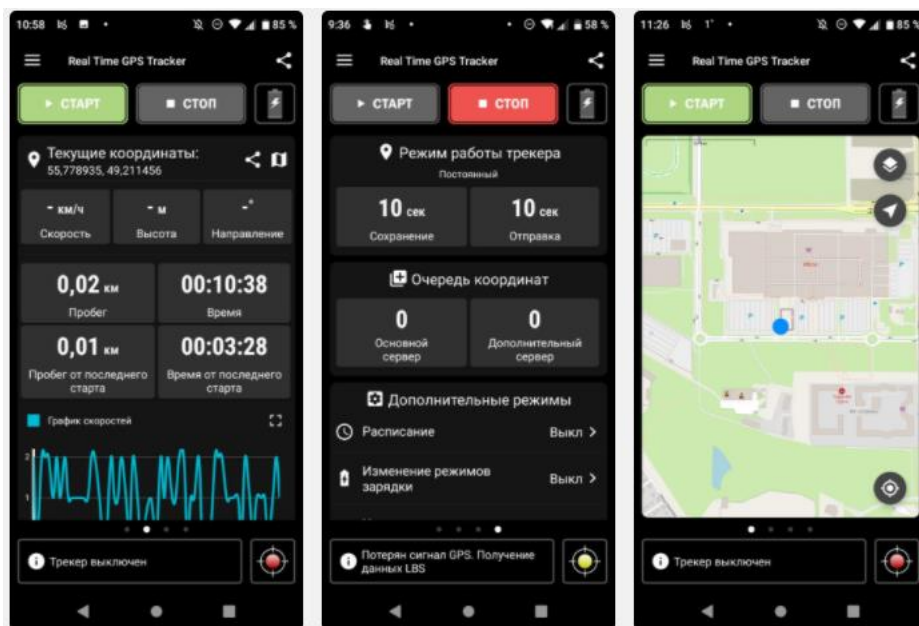 10:58
85 %
Real Time GPS Tracker
СТАРТ
СТОП
Текущие координаты:
55,778935, 49,211456
- км/ч
- м
-°
Скорость
Высота
Направление
0,02 км
00:10:38
Пробег
Время
0,01 км
00:03:28
Пробег от последнего
старта
Время от последнего
старта
График скоростей
2
1
Трекер выключен
9:36
58 %
Real Time GPS Tracker
СТАРТ
СТОП
Режим работы трекера
Постоянный
10 сек
10 сек
Сохранение
Отправка
Очередь координат
0
0
Основной
сервер
Дополнительный
сервер
Дополнительные режимы
Расписание
Выкл >
Изменение режимов
зарядки
Выкл >
Потерян сигнал GPS. Получение
данных LBS
11:26
1°
85 %
Real Time GPS Tracker
СТАРТ
СТОП
Трекер выключен